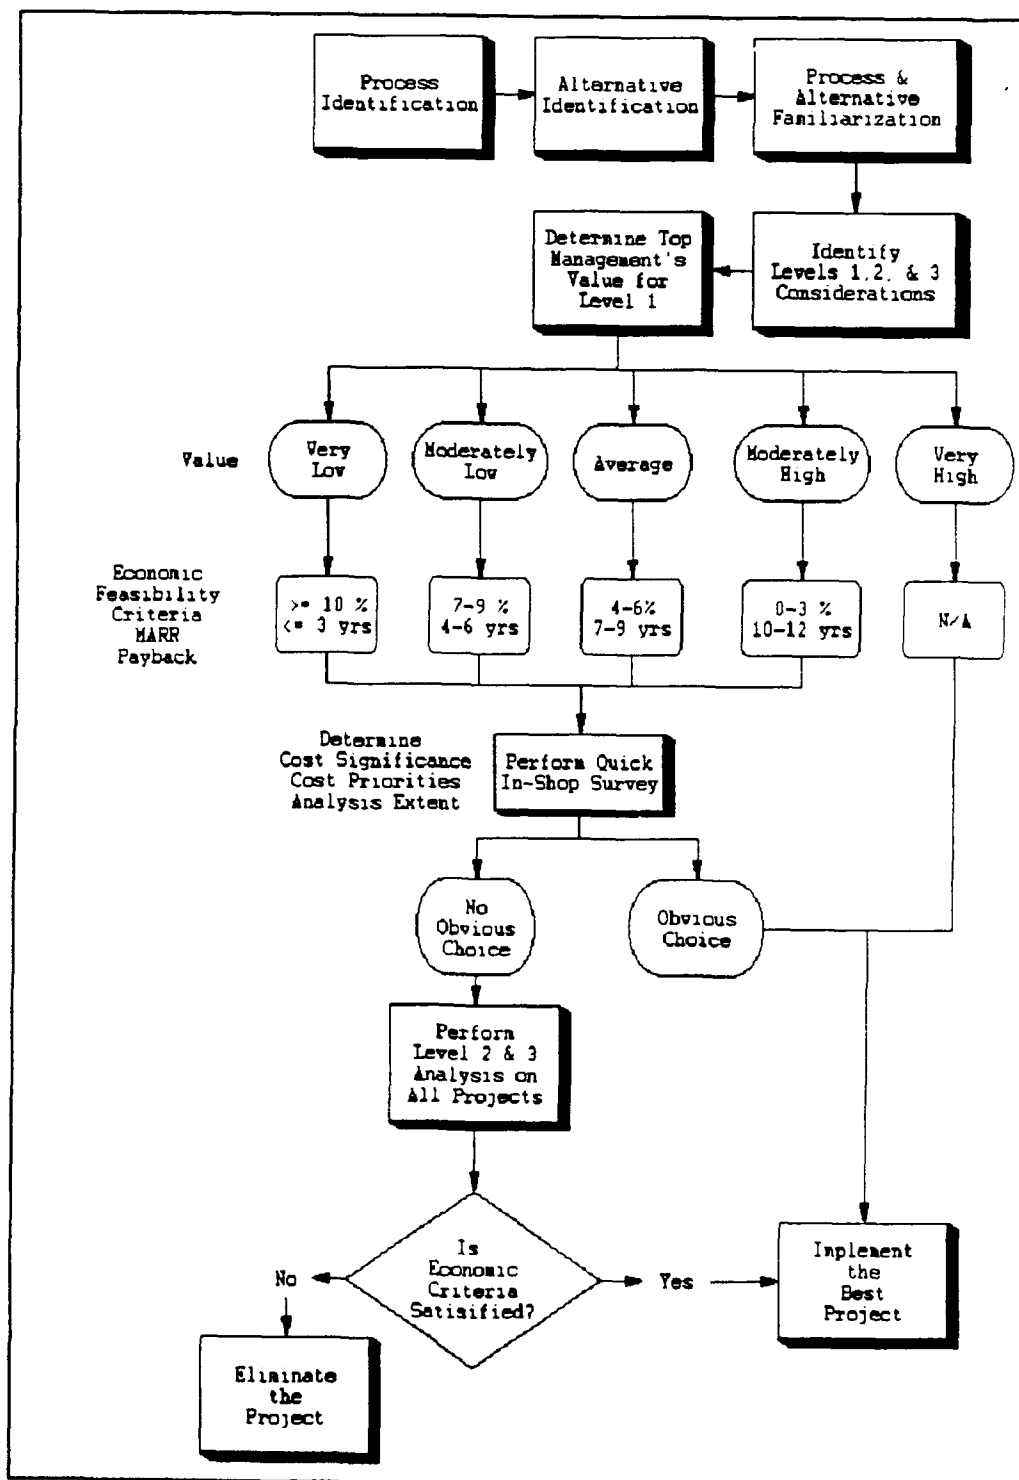 Process
Identification
Alternative
Identification
Process &
Alternative
Familiarization
Identify
Levels 1,2, & 3
Considerations
Determine Top
Management's
Value for
Level 1
Value
Very
Low
Moderately
Low
Average
Moderately
High
Very
High
Economic
Feasibility
Criteria
MARR
Payback
>= 10 %
<= 3 yrs
7-9 %
4-6 yrs
4-6%
7-9 yrs
0-3 %
10-12 yrs
N/A
Determine
Cost Significance
Cost Priorities
Analysis Extent
Perform Quick
In-Shop Survey
No
Obvious
Choice
Obvious
Choice
Perform
Level 2 & 3
Analysis on
All Projects
Is
Economic
Criteria
Satisified?
No
Yes
Implement
the
Best
Project
Eliminate
the
Project